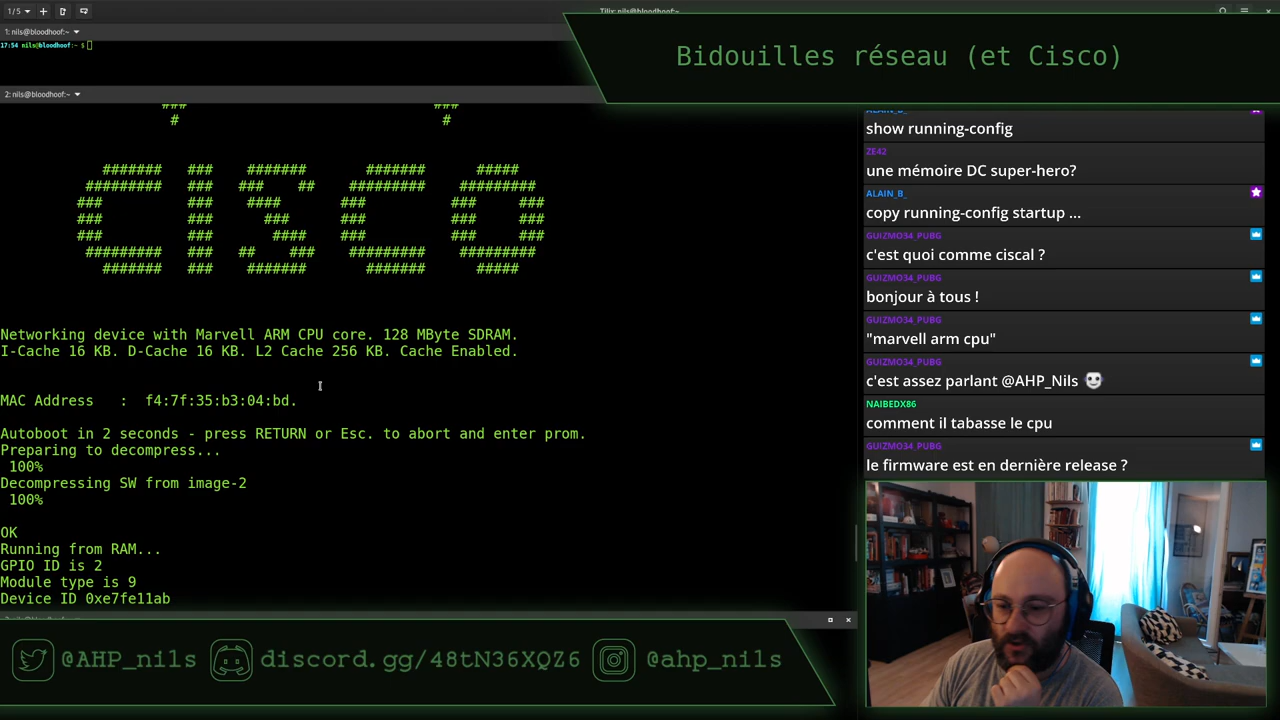 1 / 5
Tilix: nils@bloodhoof:~
1: nils@bloodhoof:~
17:54 nils@bloodhoof:~ $
Bidouilles réseau (et Cisco)
2: nils@bloodhoof:~
CISCO
Networking device with Marvell ARM CPU core. 128 MByte SDRAM.
I-Cache 16 KB. D-Cache 16 KB. L2 Cache 256 KB. Cache Enabled.
MAC Address   :  f4:7f:35:b3:04:bd.
Autoboot in 2 seconds - press RETURN or Esc. to abort and enter prom.
Preparing to decompress...
100%
Decompressing SW from image-2
100%
OK
Running from RAM...
GPIO ID is 2
Module type is 9
Device ID 0xe7fe11ab
ALAIN_B_
show running-config
ZE42
une mémoire DC super-hero?
ALAIN_B_
copy running-config startup ...
GUIZMO34_PUBG
c'est quoi comme ciscal ?
GUIZMO34_PUBG
bonjour à tous !
GUIZMO34_PUBG
"marvell arm cpu"
GUIZMO34_PUBG
c'est assez parlant @AHP_Nils
NAIBEDX86
comment il tabasse le cpu
GUIZMO34_PUBG
le firmware est en dernière release ?
@AHP_nils
discord.gg/48tN36XQZ6
@ahp_nils